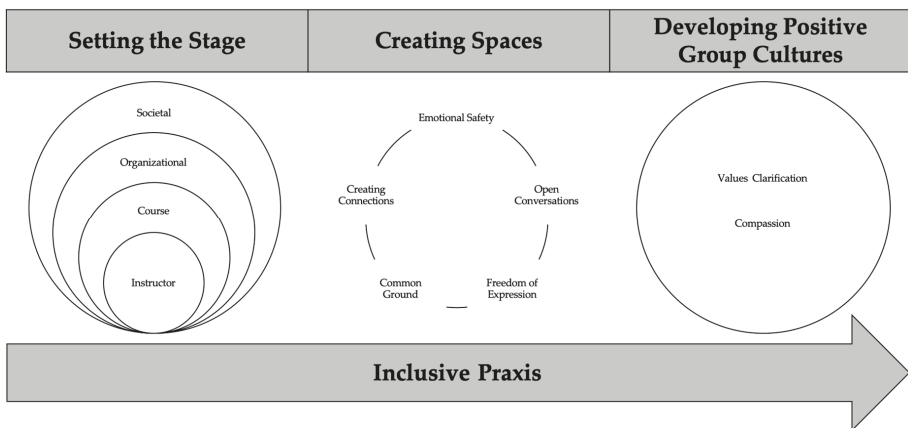 Setting the Stage
Creating Spaces
Developing Positive
Group Cultures
Societal
Organizational
Course
Instructor
Emotional Safety
Creating
Connections
Open
Conversations
Common
Ground
Freedom of
Expression
Values Clarification
Compassion
Inclusive Praxis